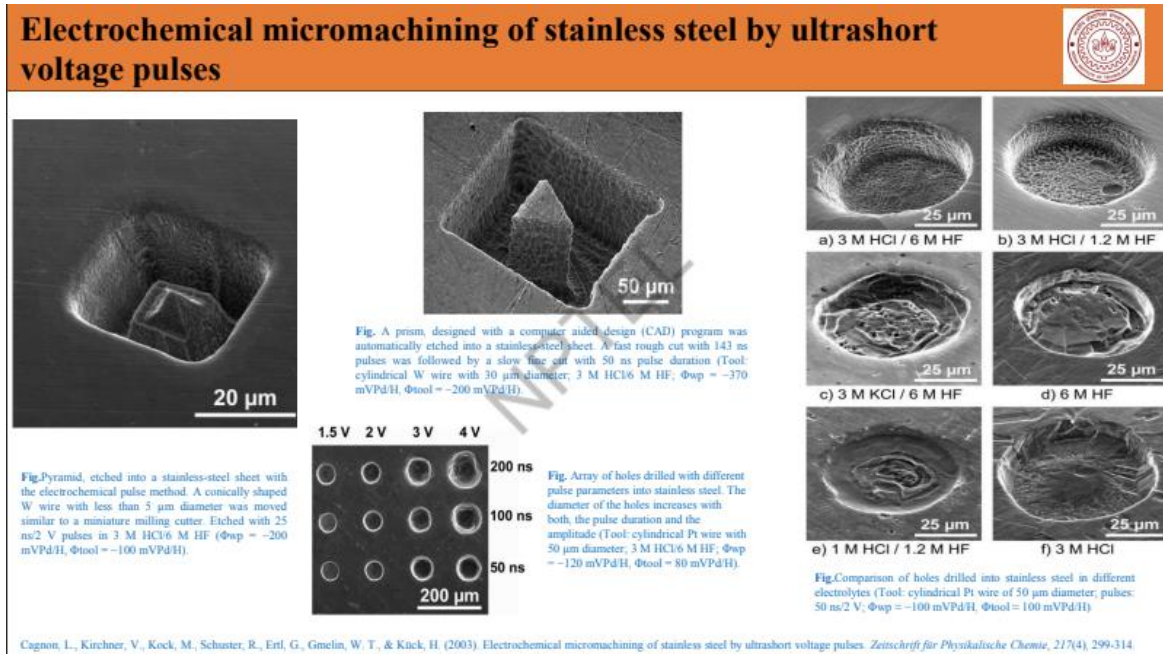 Electrochemical micromachining of stainless steel by ultrashort
voltage pulses
20 µm
Fig.Pyramid, etched into a stainless-steel sheet with
the electrochemical pulse method. A conically shaped
W wire with less than 5 µm diameter was moved
similar to a miniature milling cutter. Etched with 25
ns/2 V pulses in 3 M HCl/6 M HF (Φwp = −200
mVPd/H, Φtool = −100 mVPd/H).
50 µm
Fig. A prism, designed with a computer aided design (CAD) program was
automatically etched into a stainless-steel sheet. A fast rough cut with 143 ns
pulses was followed by a slow fine cut with 50 ns pulse duration (Tool:
cylindrical W wire with 30 µm diameter; 3 M HCl/6 M HF; Φwp = −370
mVPd/H, Φtool = −200 mVPd/H).
NPTEL
1.5 V 2 V 3 V 4 V
200 ns
100 ns
50 ns
200 µm
Fig. Array of holes drilled with different
pulse parameters into stainless steel. The
diameter of the holes increases with
both, the pulse duration and the
amplitude (Tool: cylindrical Pt wire with
50 µm diameter; 3 M HCl/6 M HF; Φwp
= −120 mVPd/H, Φtool = 80 mVPd/H).
25 µm 25 µm
a) 3 M HCl / 6 M HF b) 3 M HCl / 1.2 M HF
25 µm 25 µm
c) 3 M KCl / 6 M HF d) 6 M HF
25 µm 25 µm
e) 1 M HCl / 1.2 M HF f) 3 M HCl
Fig.Comparison of holes drilled into stainless steel in different
electrolytes (Tool: cylindrical Pt wire of 50 µm diameter; pulses:
50 ns/2 V; Φwp = −100 mVPd/H, Φtool = 100 mVPd/H)
Cagnon, L., Kirchner, V., Kock, M., Schuster, R., Ertl, G., Gmelin, W. T., & Kück, H. (2003). Electrochemical micromachining of stainless steel by ultrashort voltage pulses. Zeitschrift für Physikalische Chemie, 217(4), 299-314.